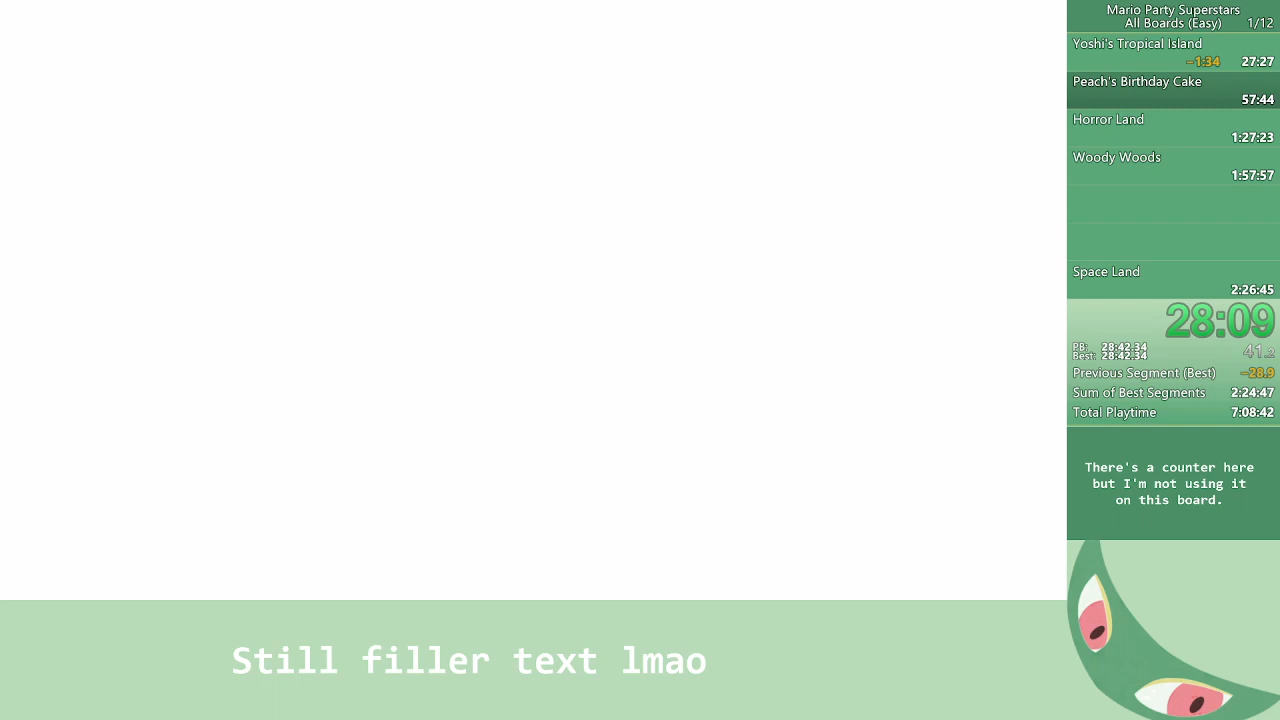 Mario Party Superstars
All Boards (Easy) 1/12
Yoshi's Tropical Island
−1:34 27:27
Peach's Birthday Cake
57:44
Horror Land
1:27:23
Woody Woods
1:57:57
Space Land
2:26:45
28:09
PB: 28:42.34
Best: 28:42.34
41.2
Previous Segment (Best) −28.9
Sum of Best Segments 2:24:47
Total Playtime 7:08:42
There's a counter here
but I'm not using it
on this board.
Still filler text lmao